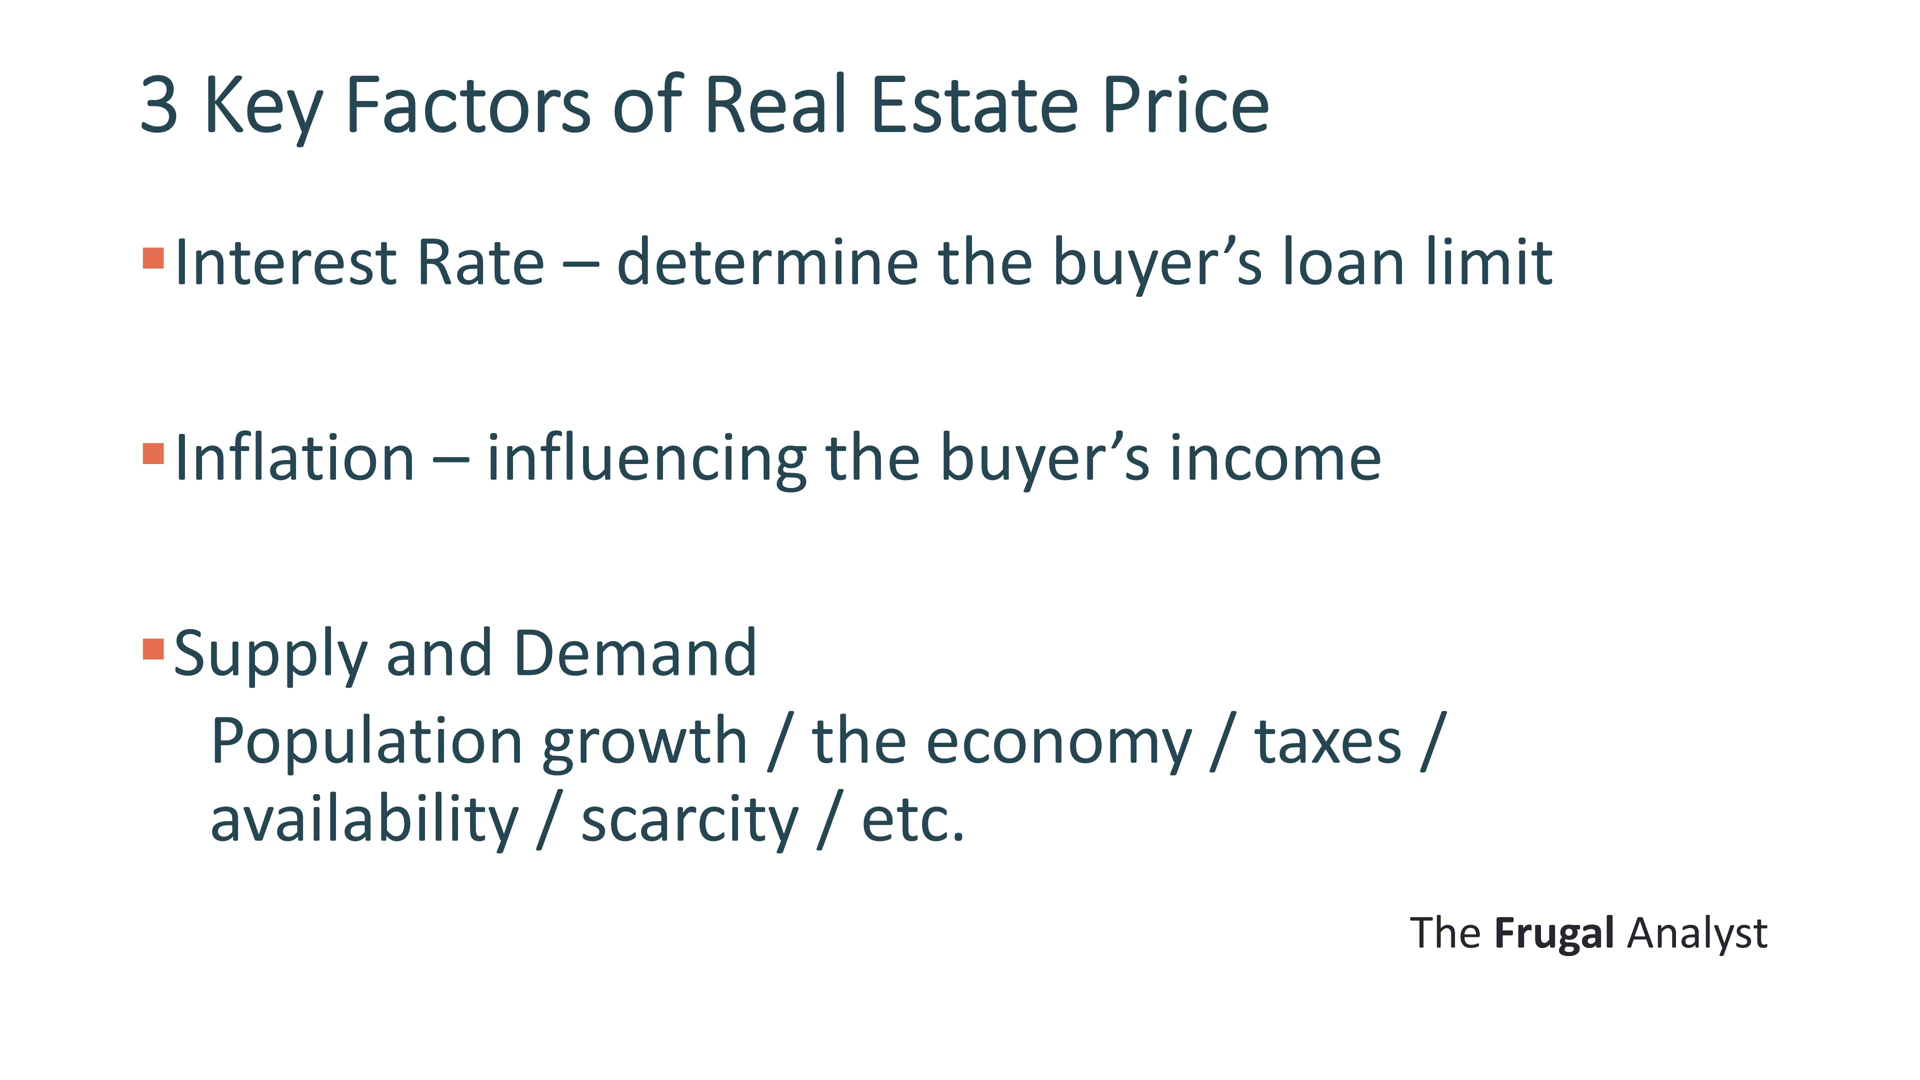 3 Key Factors of Real Estate Price
▪Interest Rate – determine the buyer’s loan limit
▪Inflation – influencing the buyer’s income
▪Supply and Demand
Population growth / the economy / taxes /
availability / scarcity / etc.
The Frugal Analyst